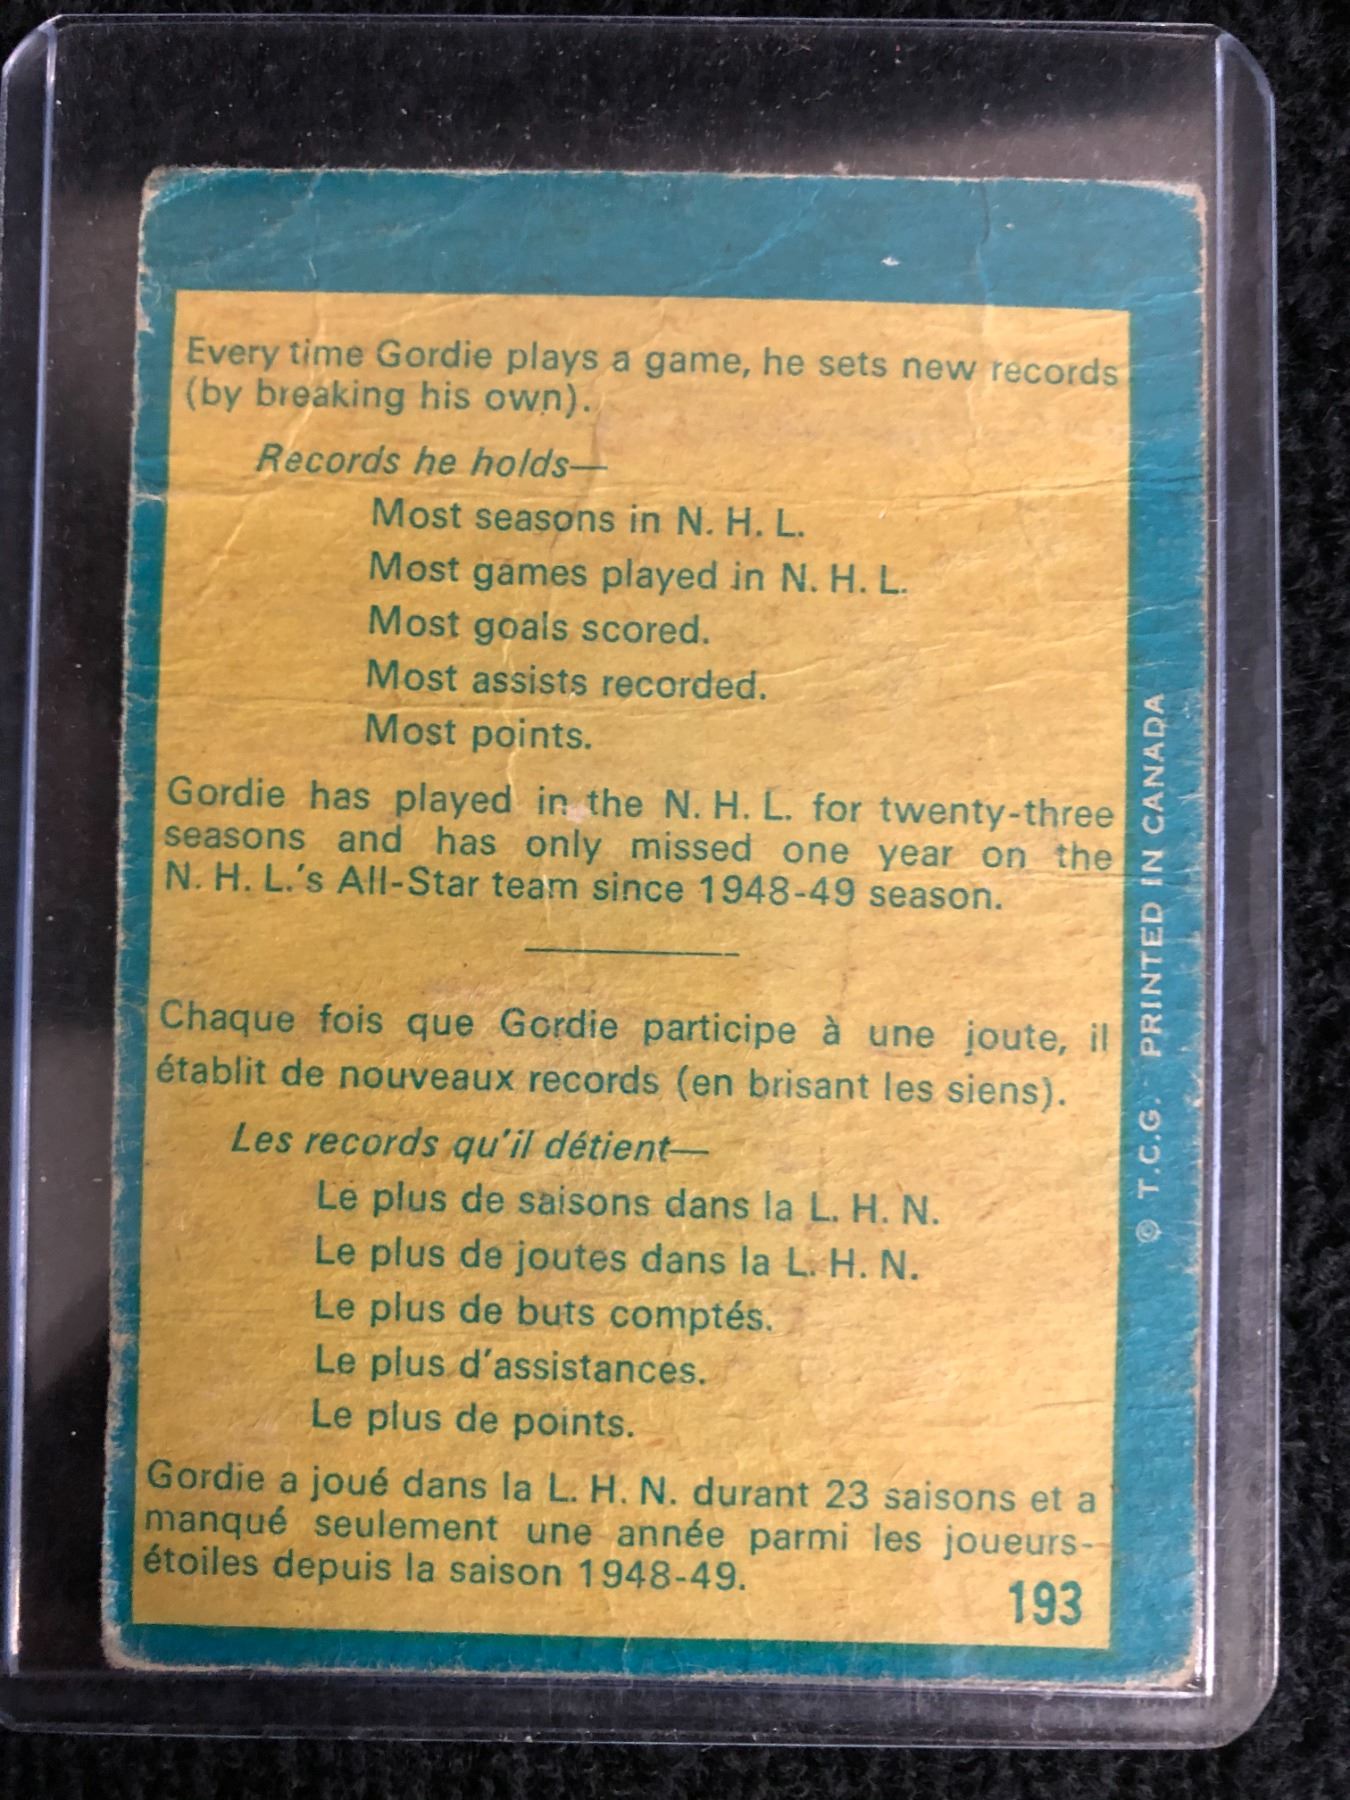 Every time Gordie plays a game, he sets new records
(by breaking his own).
Records he holds—
Most seasons in N. H. L.
Most games played in N. H. L.
Most goals scored.
Most assists recorded.
Most points.
Gordie has played in the N. H. L. for twenty-three
seasons and has only missed one year on the
N. H. L.'s All-Star team since 1948-49 season.
Chaque fois que Gordie participe à une joute, il
établit de nouveaux records (en brisant les siens).
Les records qu'il détient—
Le plus de saisons dans la L. H. N.
Le plus de joutes dans la L. H. N.
Le plus de buts comptés.
Le plus d'assistances.
Le plus de points.
Gordie a joué dans la L. H. N. durant 23 saisons et a
manqué seulement une année parmi les joueurs-
étoiles depuis la saison 1948-49.
193
© T.C.G. PRINTED IN CANADA